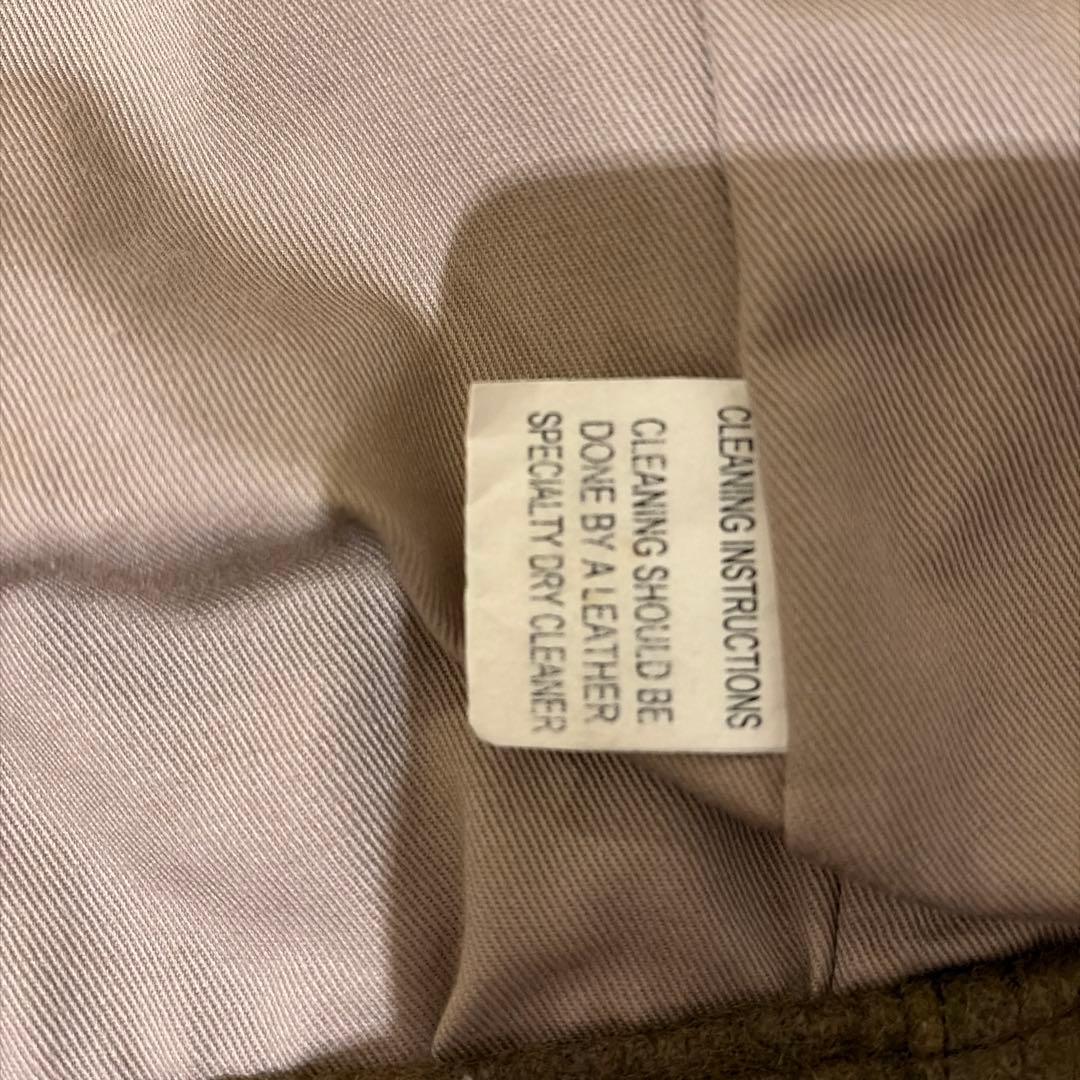 CLEANING INSTRUCTIONS
CLEANING SHOULD BE
DONE BY A LEATHER
SPECIALTY DRY CLEANER